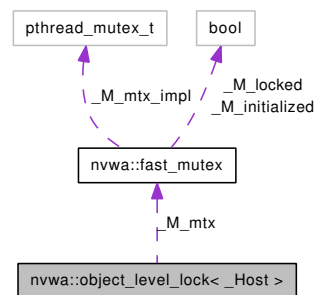 pthread_mutex_t
bool
_M_mtx_impl
_M_locked
_M_initialized
nvwa::fast_mutex
_M_mtx
nvwa::object_level_lock< _Host >